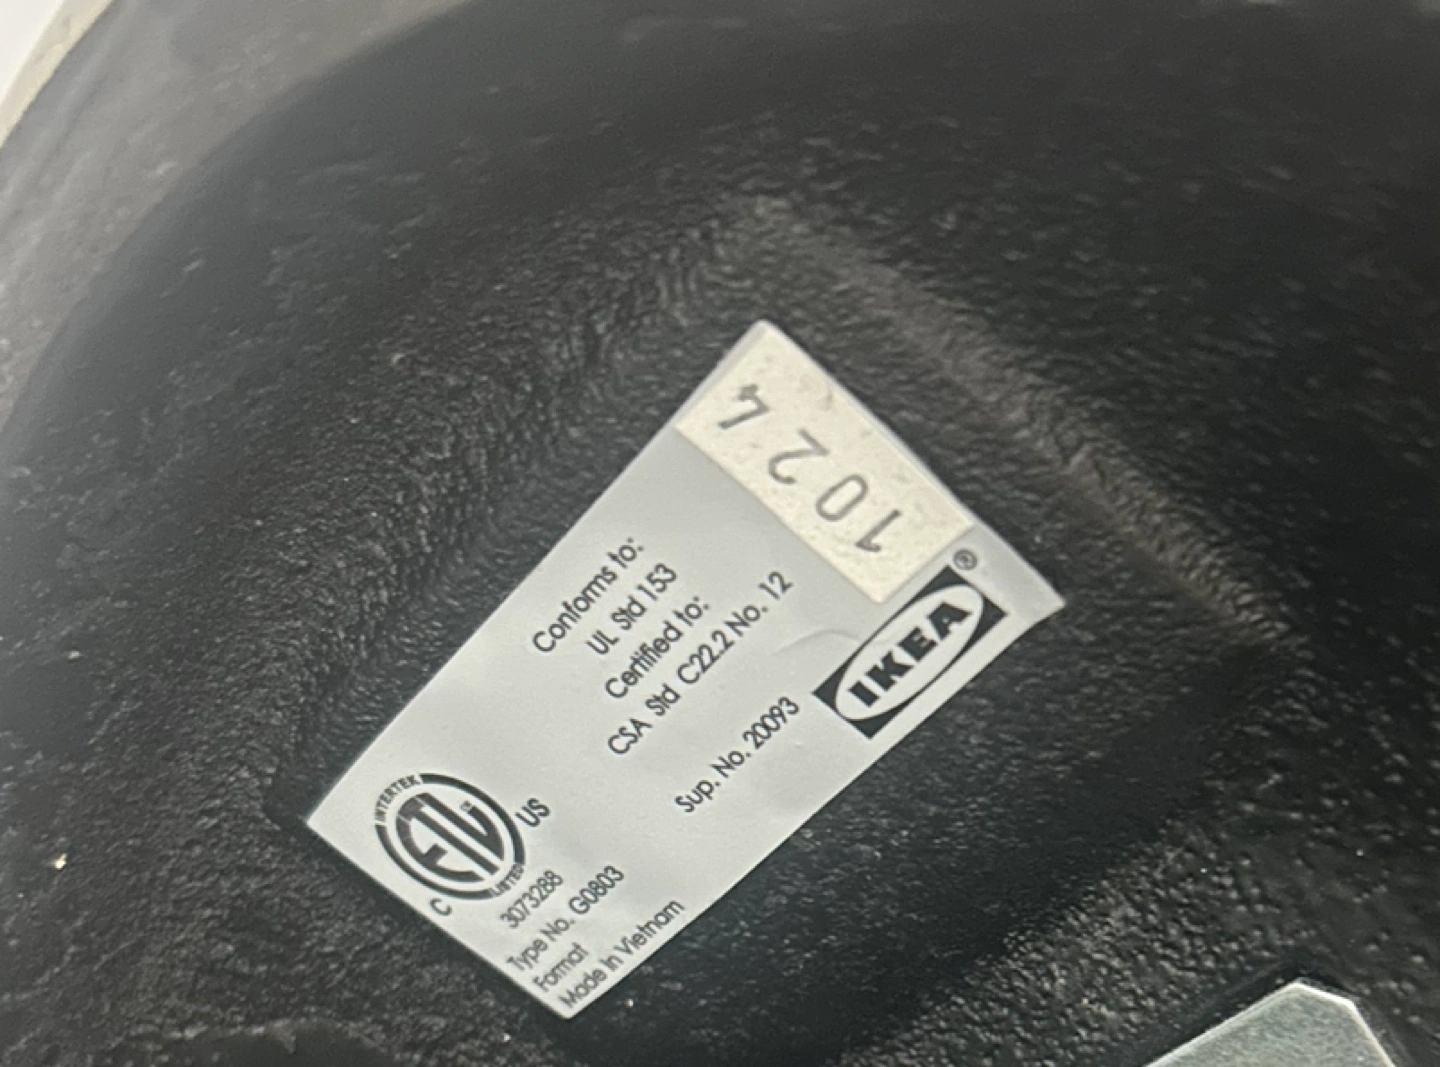 1024
Conforms to:
UL Std 153
Certified to:
CSA Std C22.2 No. 12
Sup. No. 20093
IKEA®
INTERTEK
ETL
LISTED
C US
3073288
Type No. G0803
Format
Made in Vietnam